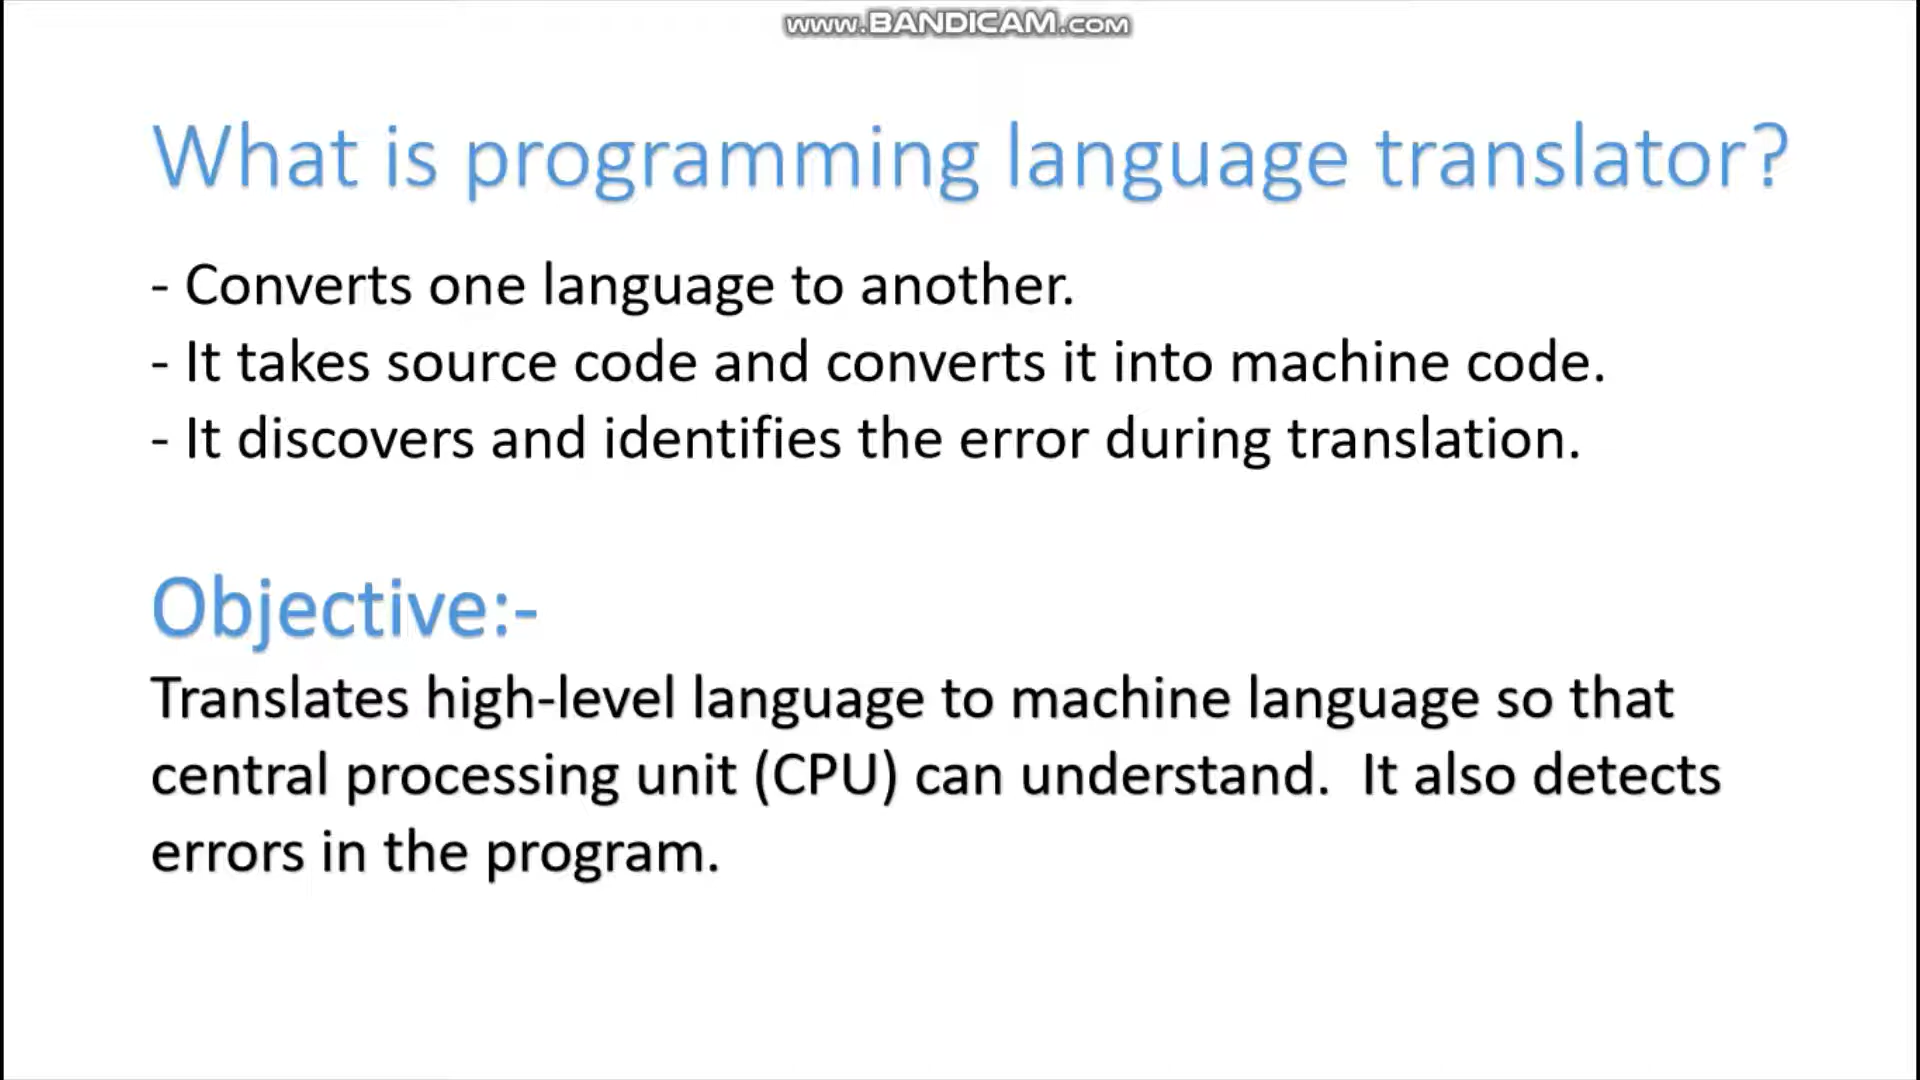 www.BANDICAM.com
What is programming language translator?
- Converts one language to another.
- It takes source code and converts it into machine code.
- It discovers and identifies the error during translation.
Objective:-
Translates high-level language to machine language so that
central processing unit (CPU) can understand.  It also detects
errors in the program.